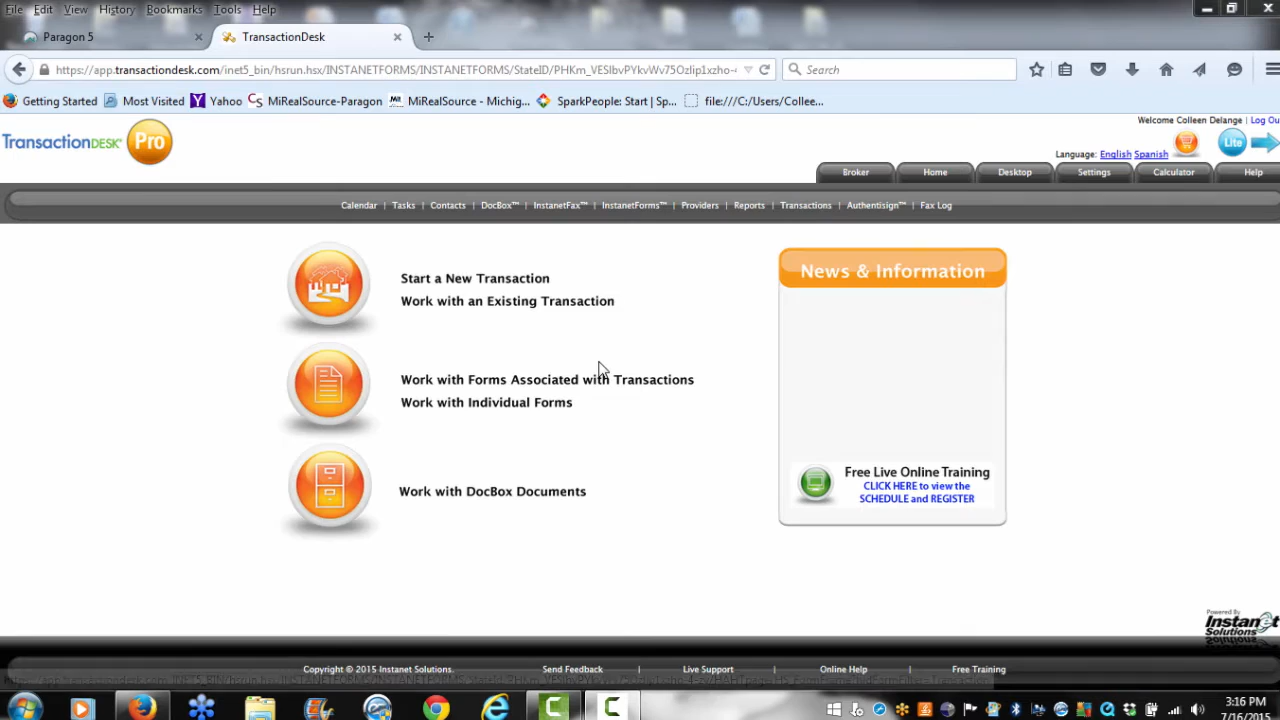 File Edit View History Bookmarks Tools Help
Paragon 5 × TransactionDesk × +
https://app.transactiondesk.com/inet5_bin/hsrun.hsx/INSTANETFORMS/INSTANETFORMS/StateID/PHKm_VESlbvPYkvWv75Ozlip1xzho-4 Search
Getting Started Most Visited Yahoo MiRealSource-Paragon MiRealSource - Michig... SparkPeople: Start | Sp... file:///C:/Users/Collee...
Welcome Colleen Delange | Log Ou
TRANSACTIONDESK® Pro
Language: English Spanish Lite
Broker Home Desktop Settings Calculator Help
Calendar | Tasks | Contacts | DocBox™ | InstanetFax™ | InstanetForms™ | Providers | Reports | Transactions | Authentisign™ | Fax Log
Start a New Transaction
Work with an Existing Transaction
Work with Forms Associated with Transactions
Work with Individual Forms
Work with DocBox Documents
News & Information
Free Live Online Training
CLICK HERE to view the
SCHEDULE and REGISTER
Powered By
Instanet
Solutions
Copyright © 2015 Instanet Solutions. Send Feedback | Live Support | Online Help | Free Training
3:16 PM
7/16/2015